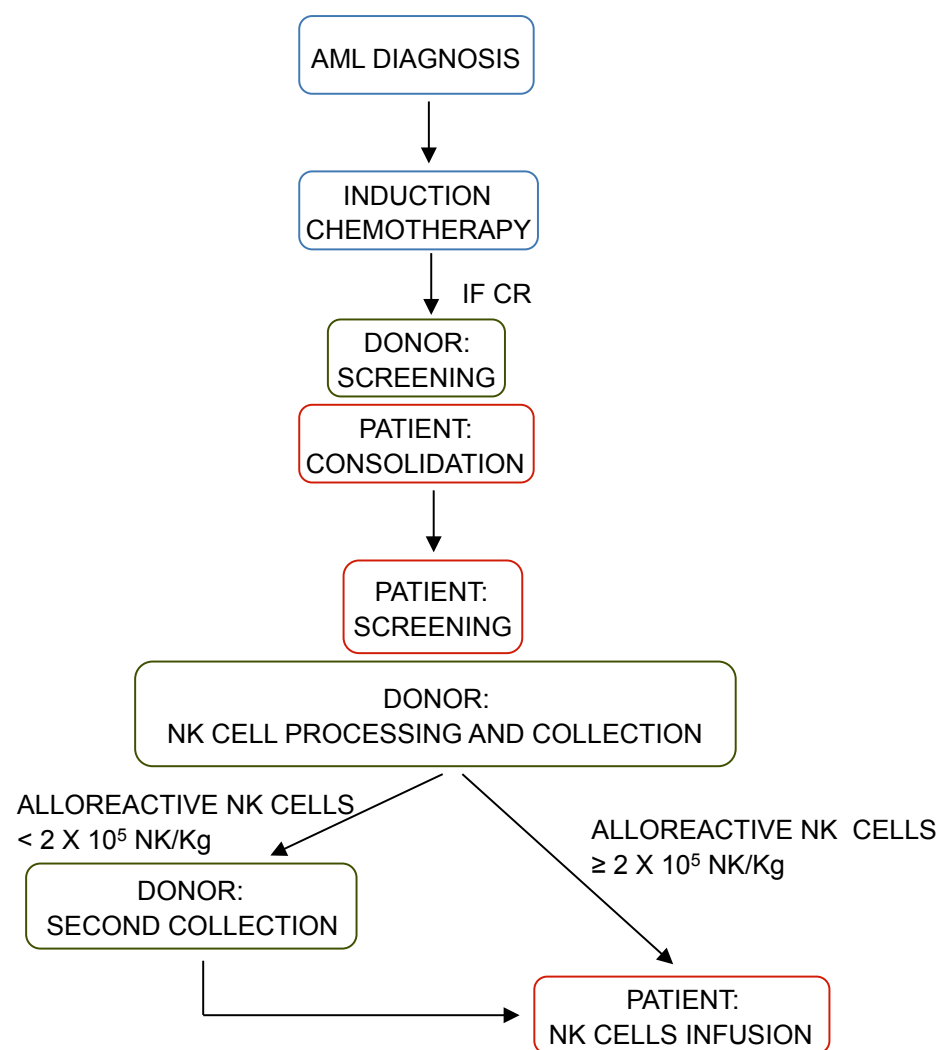 AML DIAGNOSIS
INDUCTION
CHEMOTHERAPY
IF CR
DONOR:
SCREENING
PATIENT:
CONSOLIDATION
PATIENT:
SCREENING
DONOR:
NK CELL PROCESSING AND COLLECTION
ALLOREACTIVE NK CELLS
< 2 X 10⁵ NK/Kg
ALLOREACTIVE NK CELLS
≥ 2 X 10⁵ NK/Kg
DONOR:
SECOND COLLECTION
PATIENT:
NK CELLS INFUSION